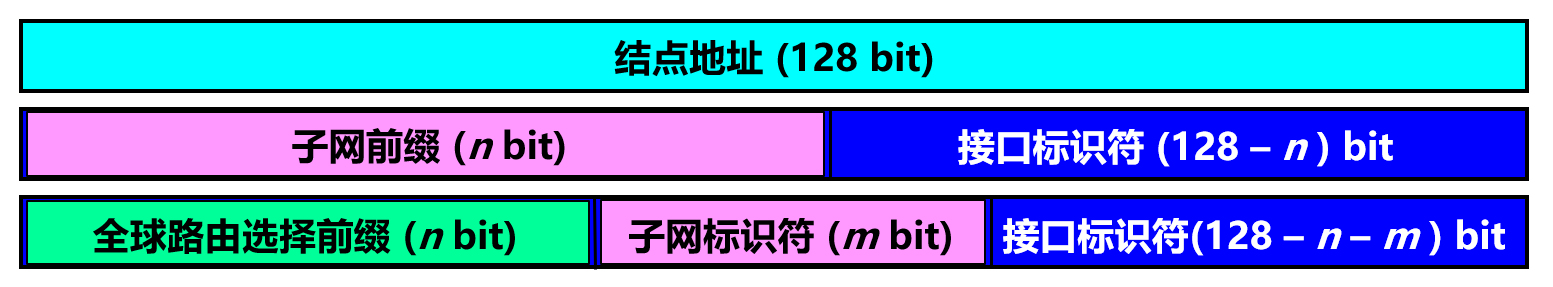 结点地址 (128 bit)
子网前缀 (n bit) 接口标识符 (128 – n ) bit
全球路由选择前缀 (n bit) 子网标识符 (m bit) 接口标识符(128 – n – m ) bit